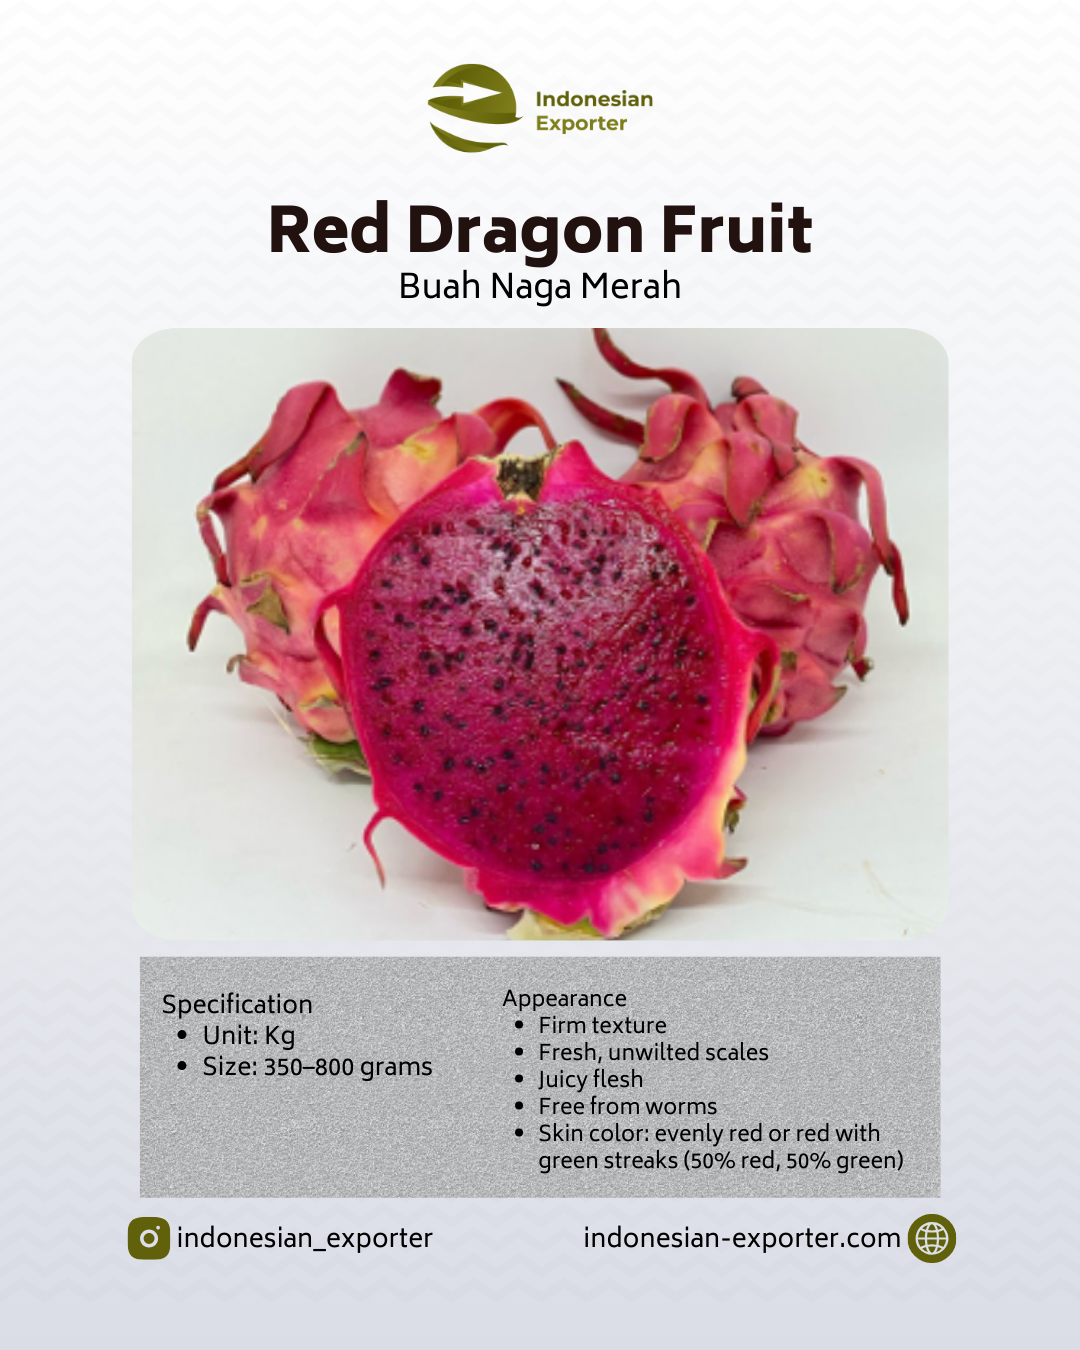 Indonesian
Exporter
Red Dragon Fruit
Buah Naga Merah
Specification
• Unit: Kg
• Size: 350–800 grams
Appearance
• Firm texture
• Fresh, unwilted scales
• Juicy flesh
• Free from worms
• Skin color: evenly red or red with
green streaks (50% red, 50% green)
indonesian_exporter
indonesian-exporter.com